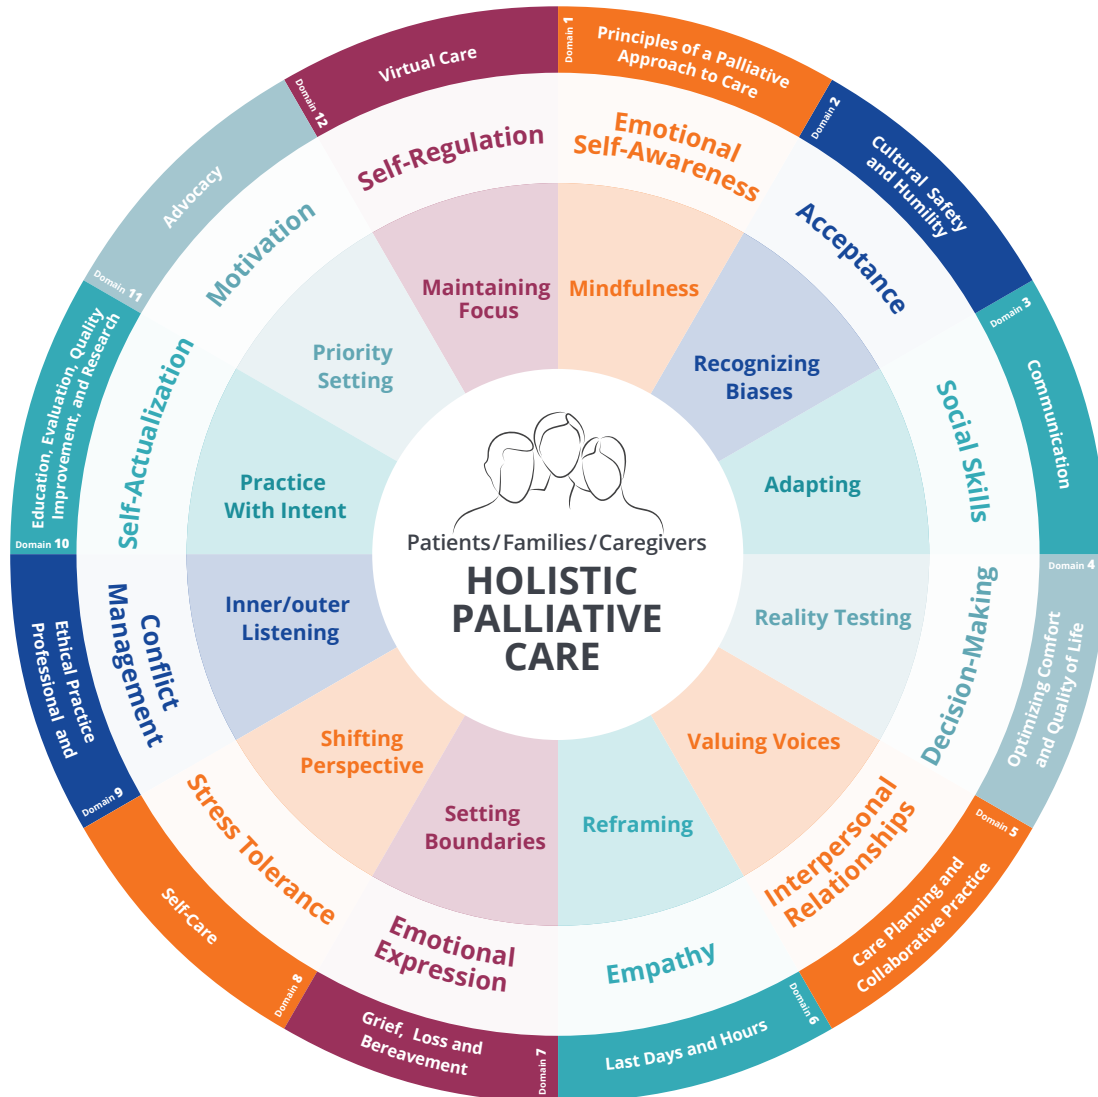 Domain 1
Principles of a Palliative
Approach to Care
Emotional
Self-Awareness
Mindfulness
Domain 2
Cultural Safety
and Humility
Acceptance
Recognizing
Biases
Domain 3
Communication
Social Skills
Adapting
Domain 4
Optimizing Comfort
and Quality of Life
Decision-Making
Reality Testing
Domain 5
Care Planning and
Collaborative Practice
Interpersonal
Relationships
Valuing Voices
Domain 6
Last Days and Hours
Empathy
Reframing
Domain 7
Grief, Loss and
Bereavement
Emotional
Expression
Setting
Boundaries
Domain 8
Self-Care
Stress Tolerance
Shifting
Perspective
Domain 9
Professional and
Ethical Practice
Conflict
Management
Inner/outer
Listening
Domain 10
Education, Evaluation, Quality
Improvement, and Research
Self-Actualization
Practice
With Intent
Domain 11
Advocacy
Motivation
Priority
Setting
Domain 12
Virtual Care
Self-Regulation
Maintaining
Focus
Patients/Families/Caregivers
HOLISTIC
PALLIATIVE
CARE